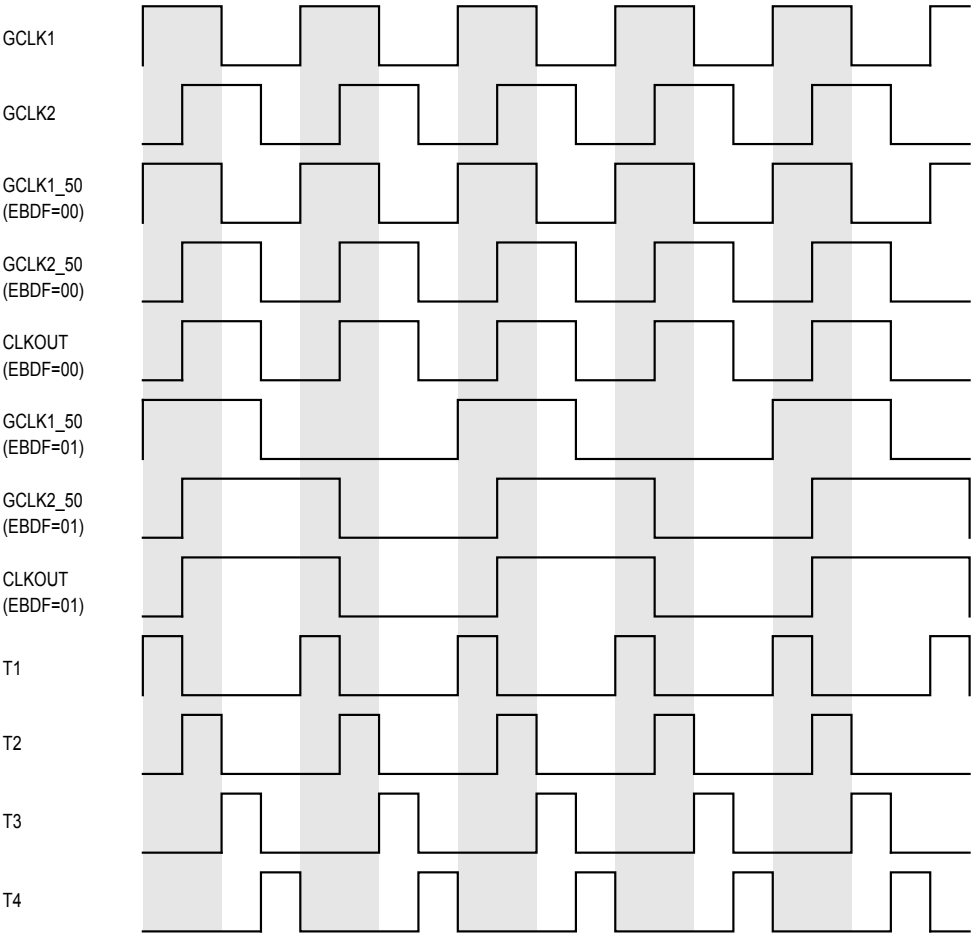 GCLK1
GCLK2
GCLK1_50
(EBDF=00)
GCLK2_50
(EBDF=00)
CLKOUT
(EBDF=00)
GCLK1_50
(EBDF=01)
GCLK2_50
(EBDF=01)
CLKOUT
(EBDF=01)
T1
T2
T3
T4